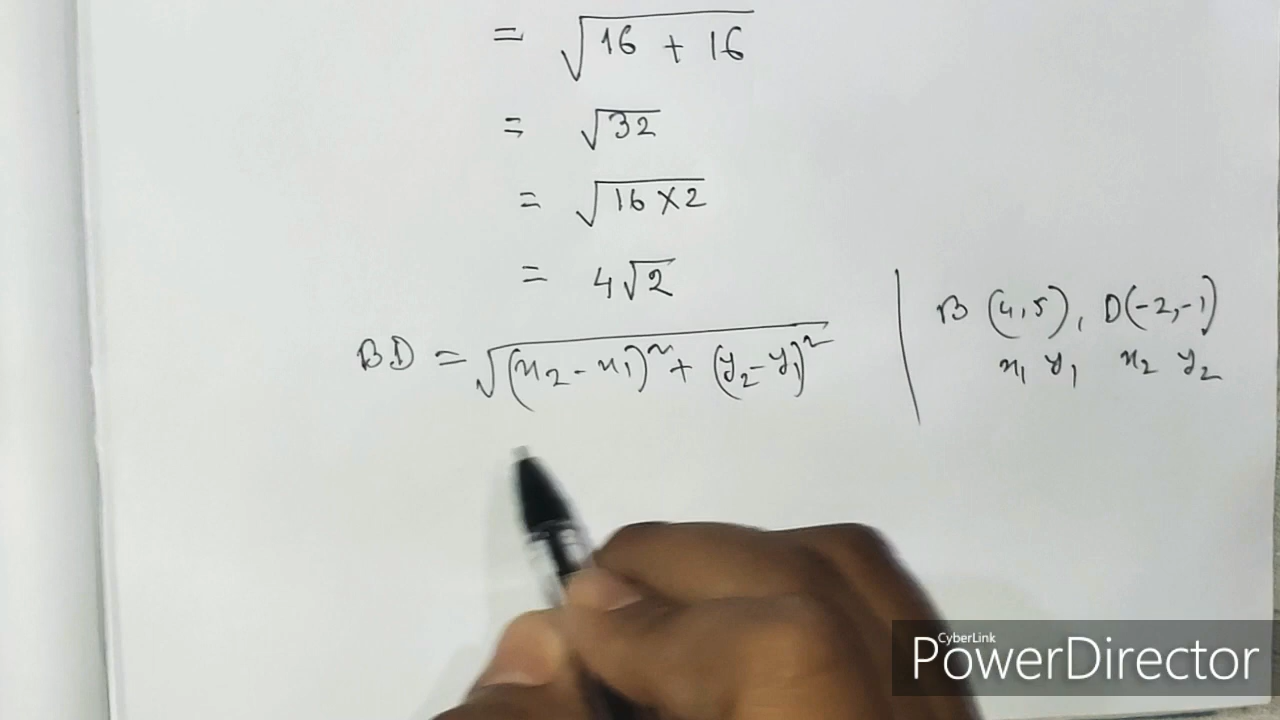 = √16 + 16
= √32
= √16 × 2
= 4√2
BD = √(x₂ - x₁)² + (y₂ - y₁)²
B (4,5), D(-2,-1)
x₁ y₁ x₂ y₂
CyberLink
PowerDirector